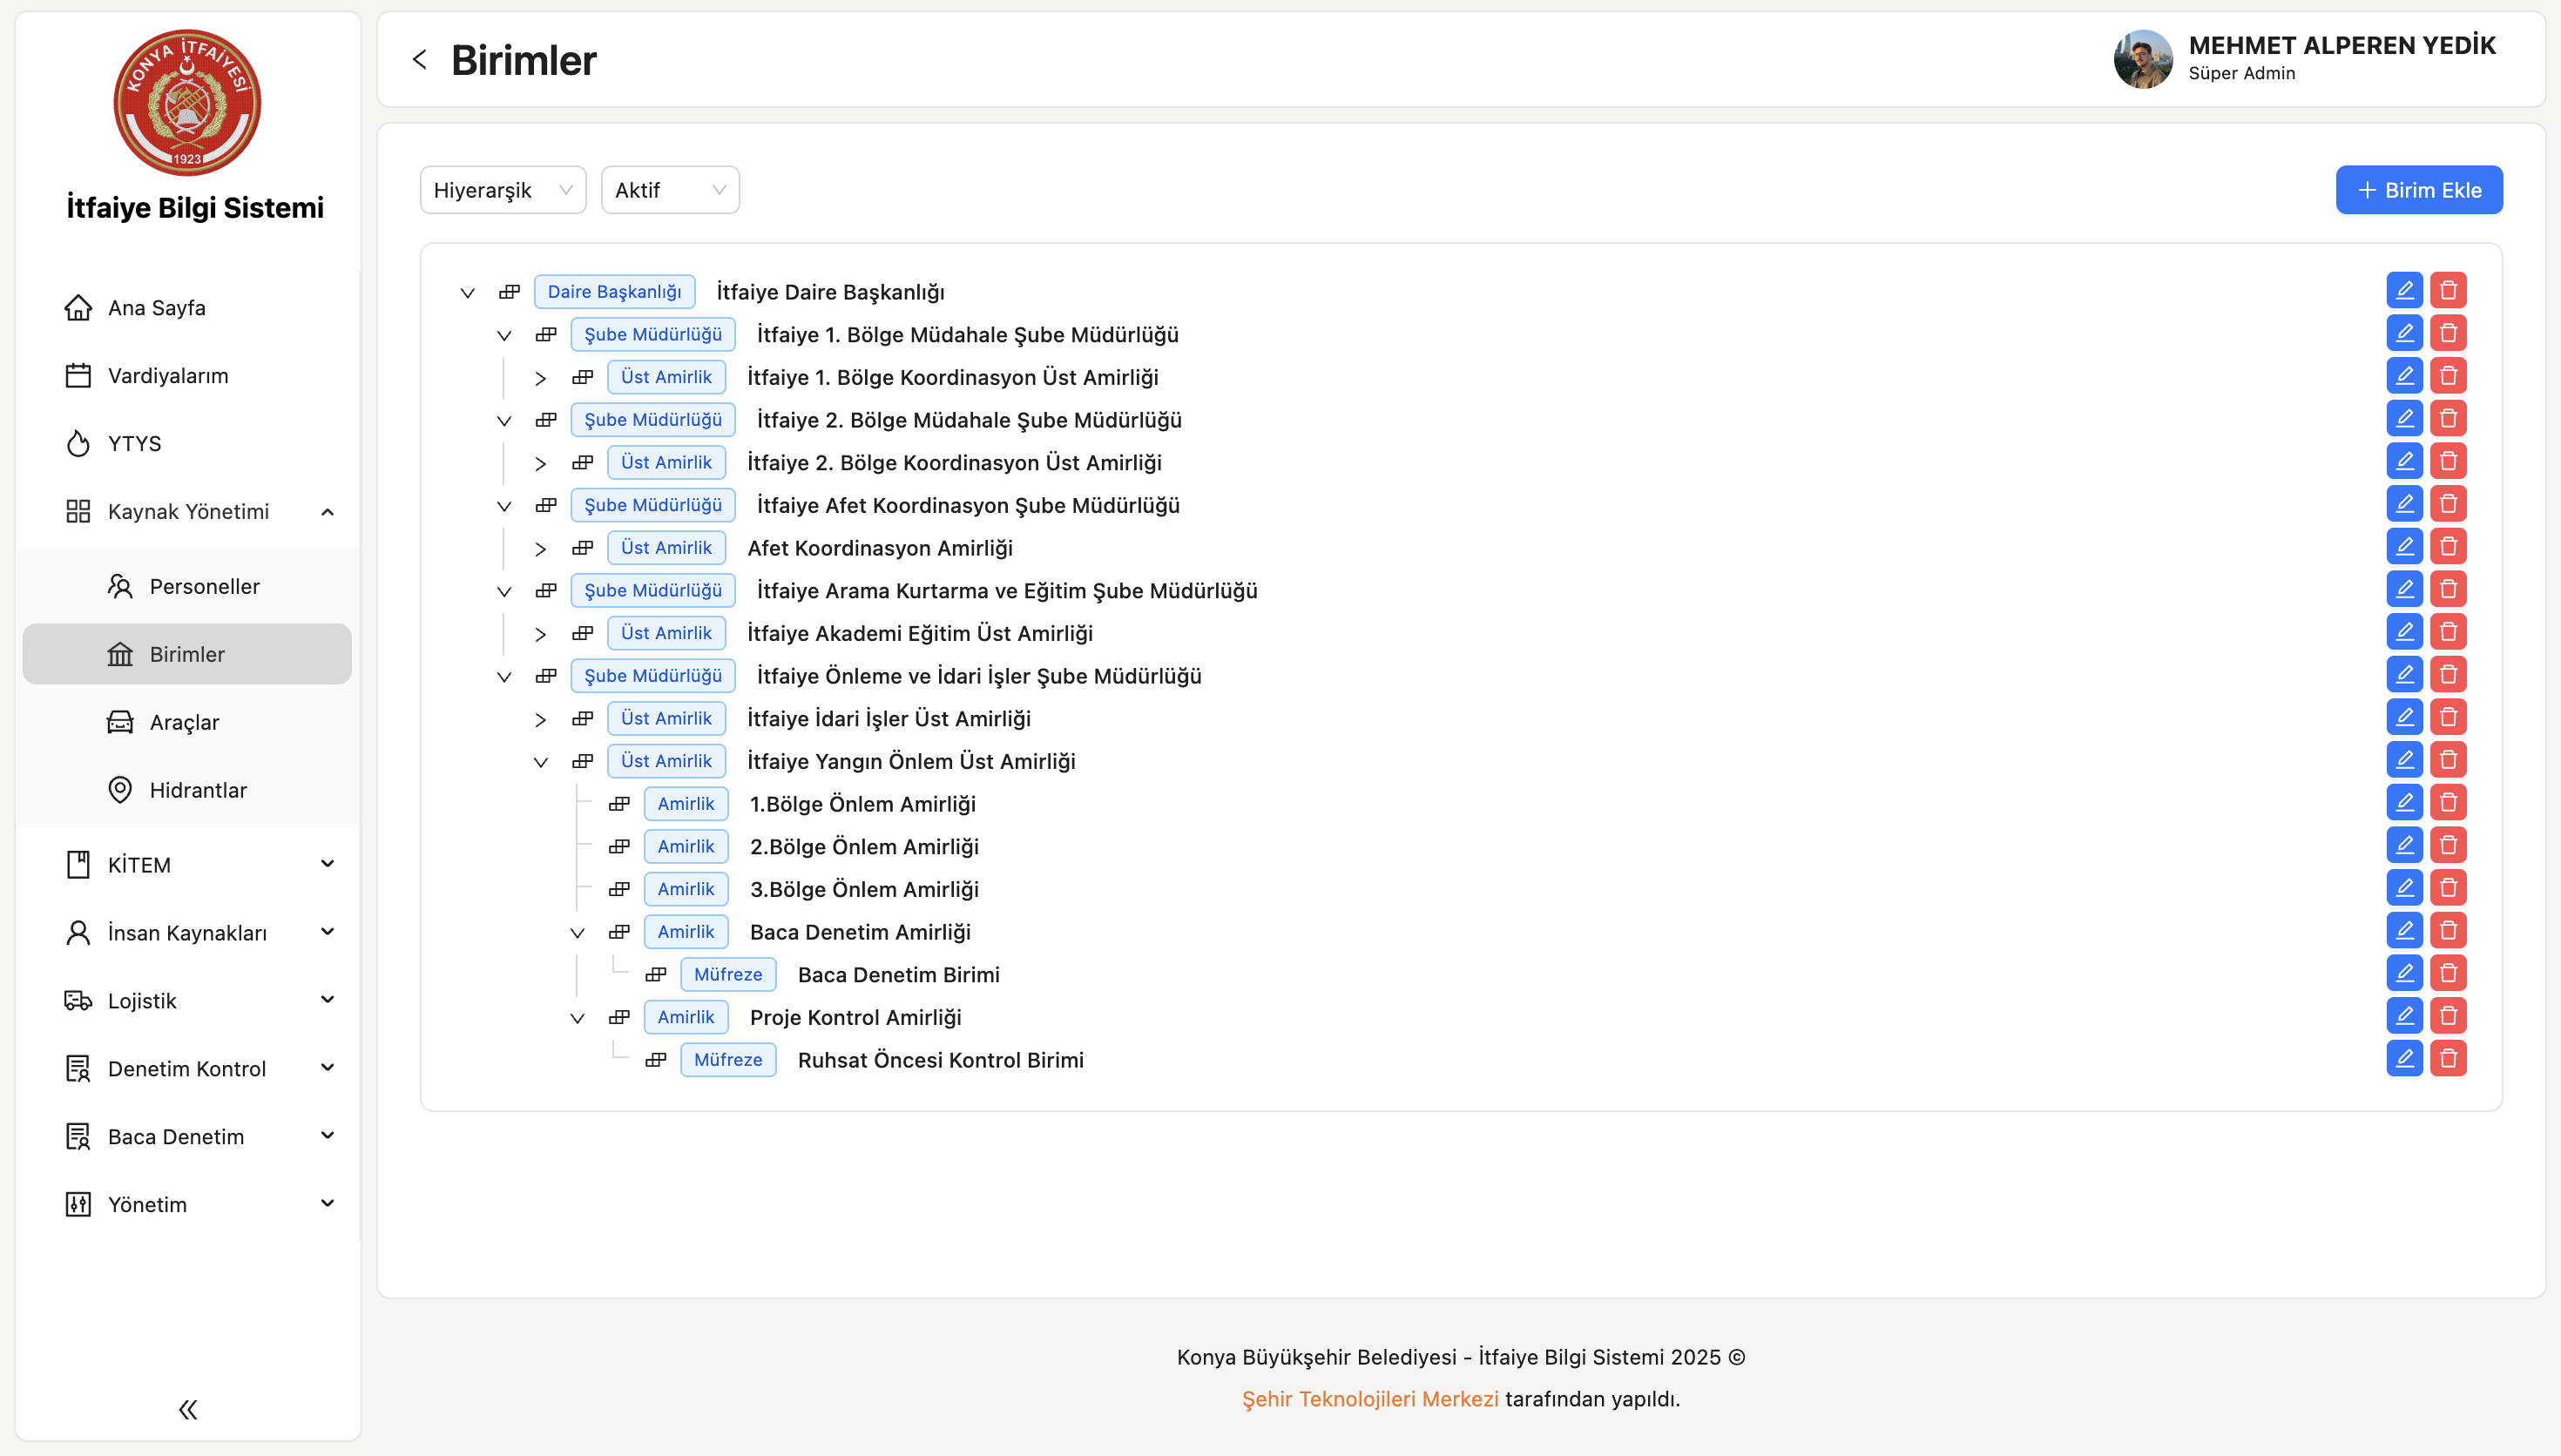 KONYA İTFAİYESİ
1923
İtfaiye Bilgi Sistemi
Ana Sayfa
Vardiyalarım
YTYS
Kaynak Yönetimi
Personeller
Birimler
Araçlar
Hidrantlar
KİTEM
İnsan Kaynakları
Lojistik
Denetim Kontrol
Baca Denetim
Yönetim
Birimler
MEHMET ALPEREN YEDİK
Süper Admin
Hiyerarşik Aktif
Birim Ekle
Daire Başkanlığı İtfaiye Daire Başkanlığı
Şube Müdürlüğü İtfaiye 1. Bölge Müdahale Şube Müdürlüğü
Üst Amirlik İtfaiye 1. Bölge Koordinasyon Üst Amirliği
Şube Müdürlüğü İtfaiye 2. Bölge Müdahale Şube Müdürlüğü
Üst Amirlik İtfaiye 2. Bölge Koordinasyon Üst Amirliği
Şube Müdürlüğü İtfaiye Afet Koordinasyon Şube Müdürlüğü
Üst Amirlik Afet Koordinasyon Amirliği
Şube Müdürlüğü İtfaiye Arama Kurtarma ve Eğitim Şube Müdürlüğü
Üst Amirlik İtfaiye Akademi Eğitim Üst Amirliği
Şube Müdürlüğü İtfaiye Önleme ve İdari İşler Şube Müdürlüğü
Üst Amirlik İtfaiye İdari İşler Üst Amirliği
Üst Amirlik İtfaiye Yangın Önlem Üst Amirliği
Amirlik 1.Bölge Önlem Amirliği
Amirlik 2.Bölge Önlem Amirliği
Amirlik 3.Bölge Önlem Amirliği
Amirlik Baca Denetim Amirliği
Müfreze Baca Denetim Birimi
Amirlik Proje Kontrol Amirliği
Müfreze Ruhsat Öncesi Kontrol Birimi
Konya Büyükşehir Belediyesi - İtfaiye Bilgi Sistemi 2025 ©
Şehir Teknolojileri Merkezi tarafından yapıldı.